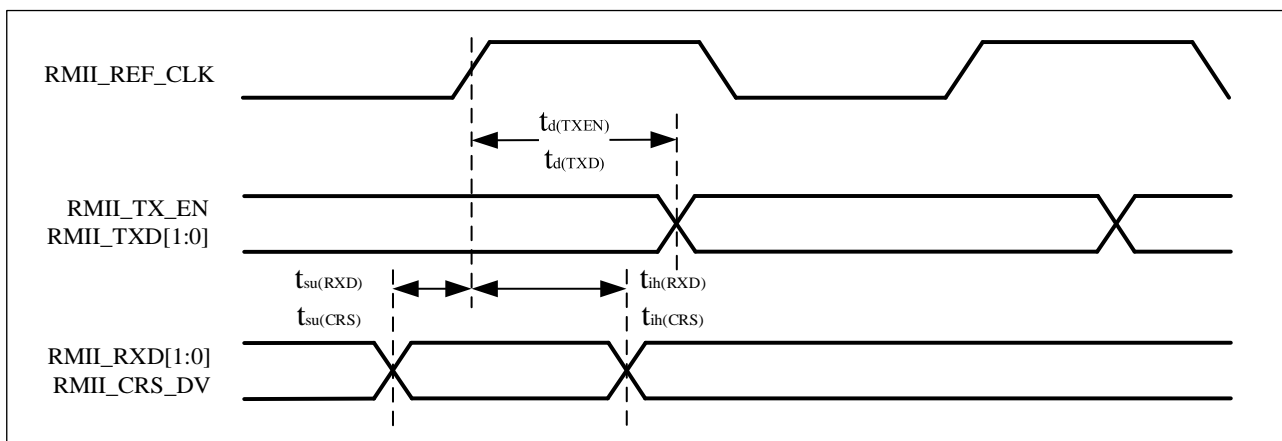 RMII_REF_CLK
td(TXEN)
td(TXD)
RMII_TX_EN
RMII_TXD[1:0]
tsu(RXD)
tih(RXD)
tsu(CRS)
tih(CRS)
RMII_RXD[1:0]
RMII_CRS_DV